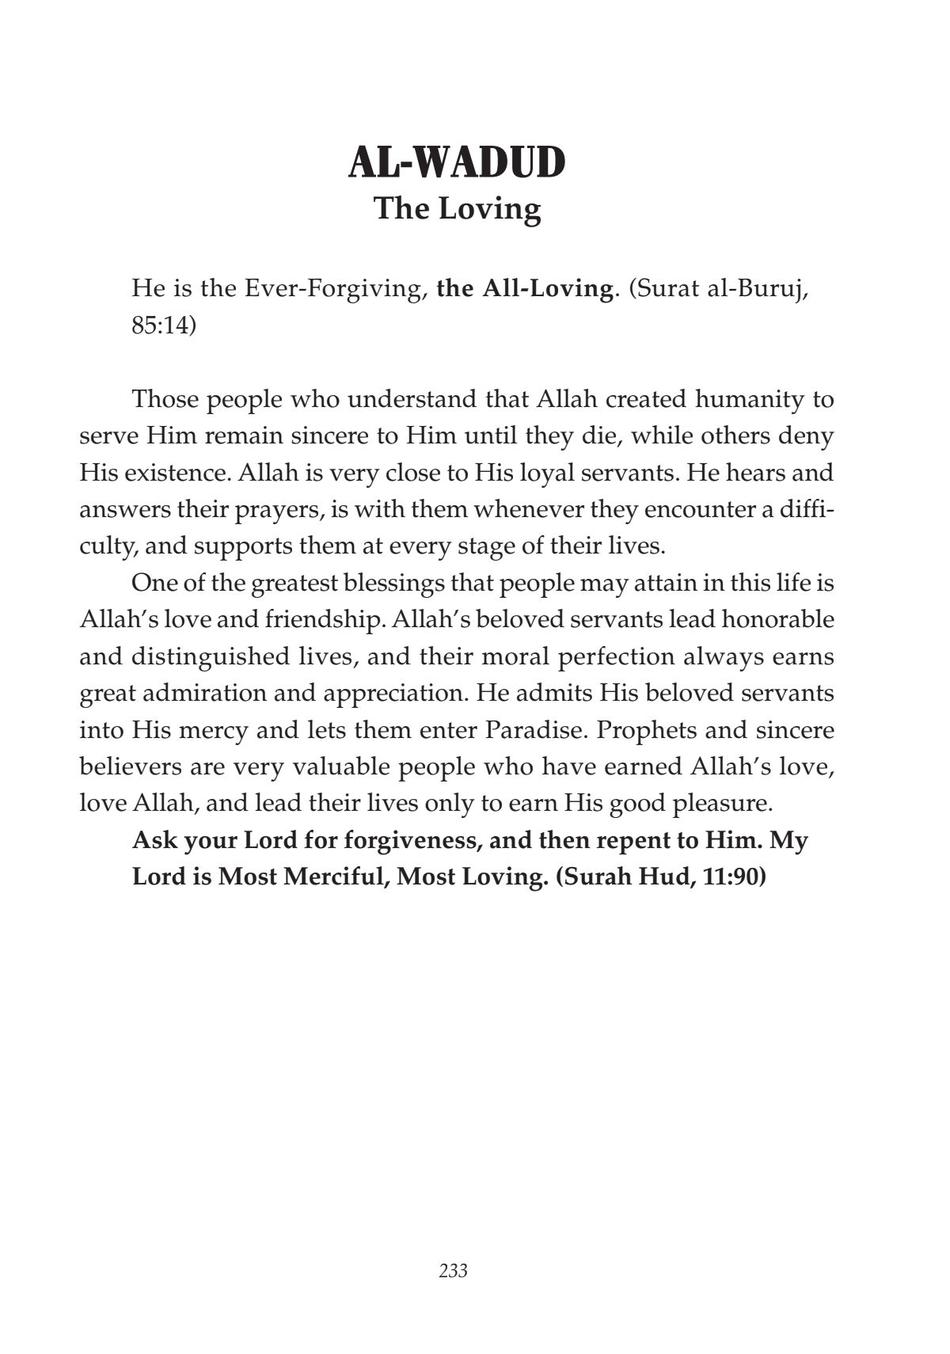 AL-WADUD
The Loving
He is the Ever-Forgiving, the All-Loving. (Surat al-Buruj,
85:14)
Those people who understand that Allah created humanity to
serve Him remain sincere to Him until they die, while others deny
His existence. Allah is very close to His loyal servants. He hears and
answers their prayers, is with them whenever they encounter a diffi-
culty, and supports them at every stage of their lives.
One of the greatest blessings that people may attain in this life is
Allah’s love and friendship. Allah’s beloved servants lead honorable
and distinguished lives, and their moral perfection always earns
great admiration and appreciation. He admits His beloved servants
into His mercy and lets them enter Paradise. Prophets and sincere
believers are very valuable people who have earned Allah’s love,
love Allah, and lead their lives only to earn His good pleasure.
Ask your Lord for forgiveness, and then repent to Him. My
Lord is Most Merciful, Most Loving. (Surah Hud, 11:90)
233